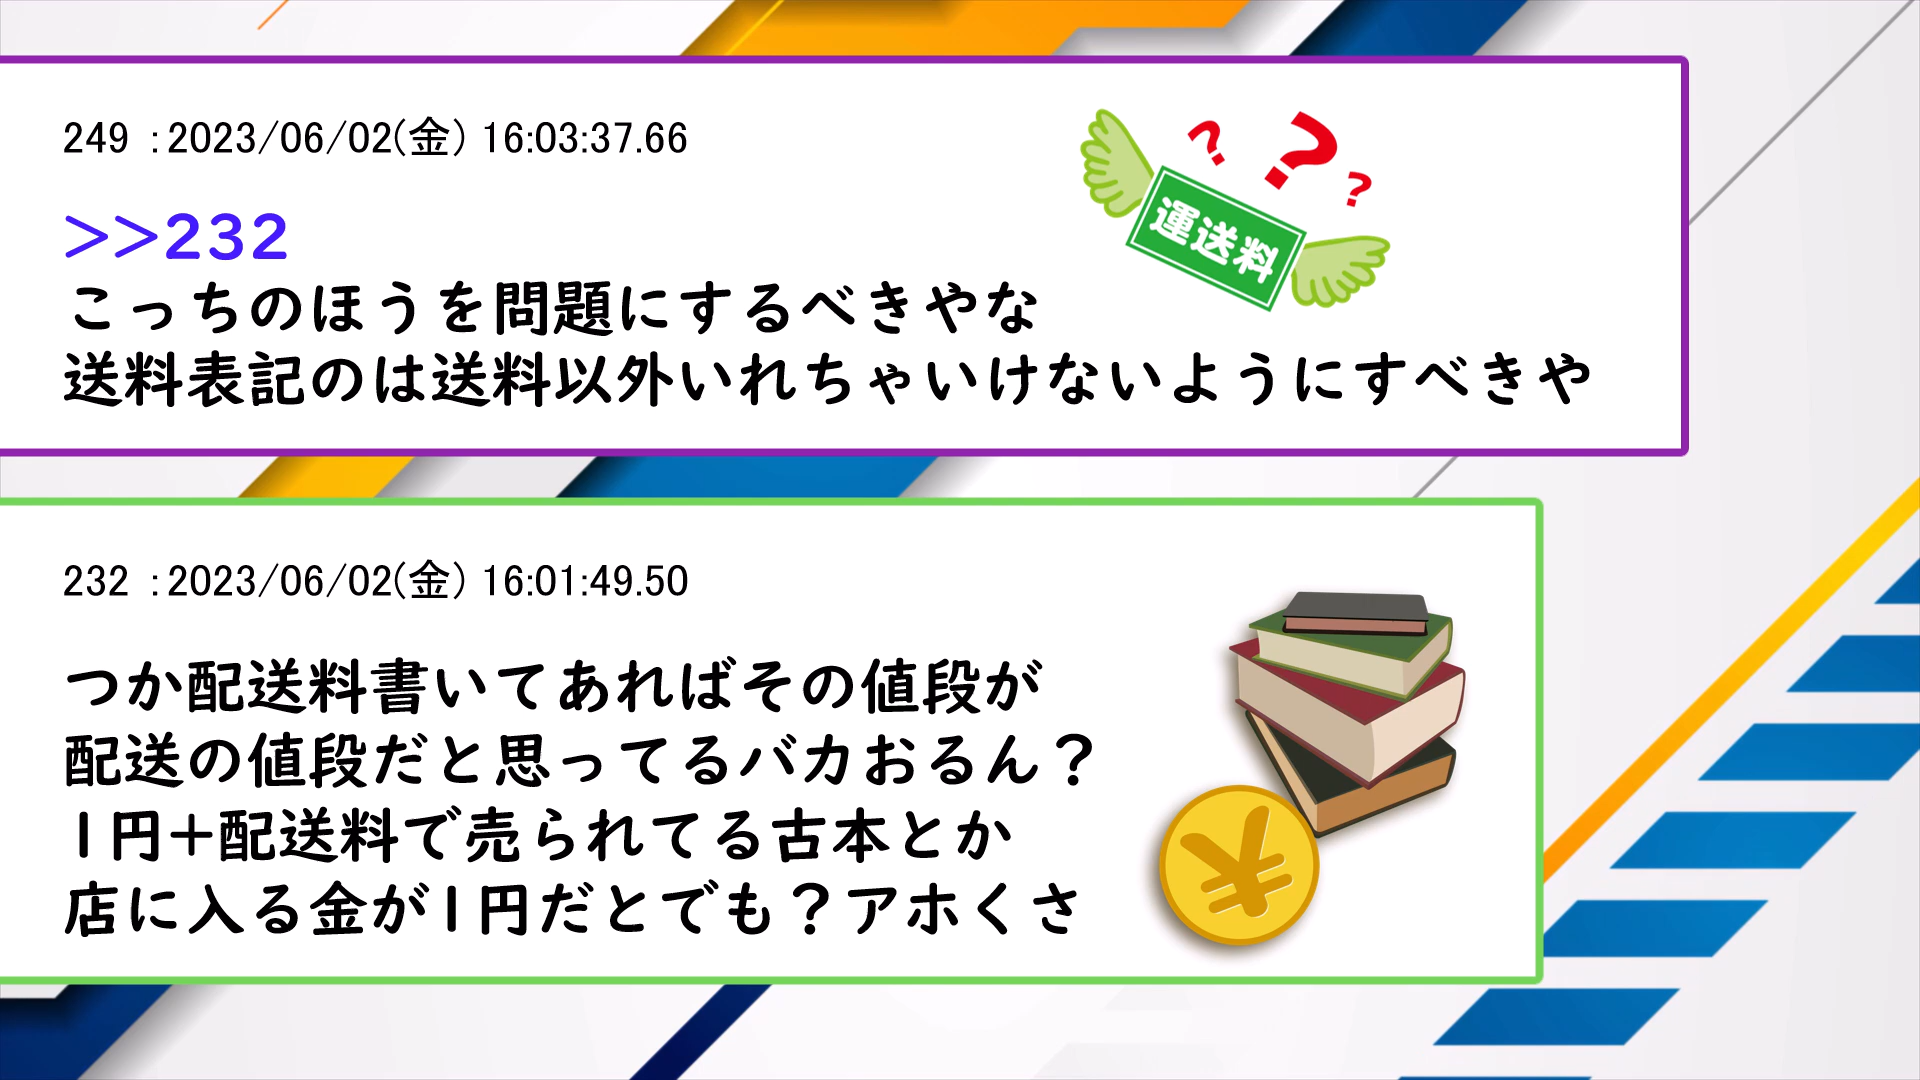 249 ：2023/06/02(金) 16:03:37.66
? ? ?
運送料
>>232
こっちのほうを問題にするべきやな
送料表記のは送料以外いれちゃいけないようにすべきや
232 ：2023/06/02(金) 16:01:49.50
つか配送料書いてあればその値段が
配送の値段だと思ってるバカおるん？
1円+配送料で売られてる古本とか
店に入る金が1円だとでも？アホくさ
¥